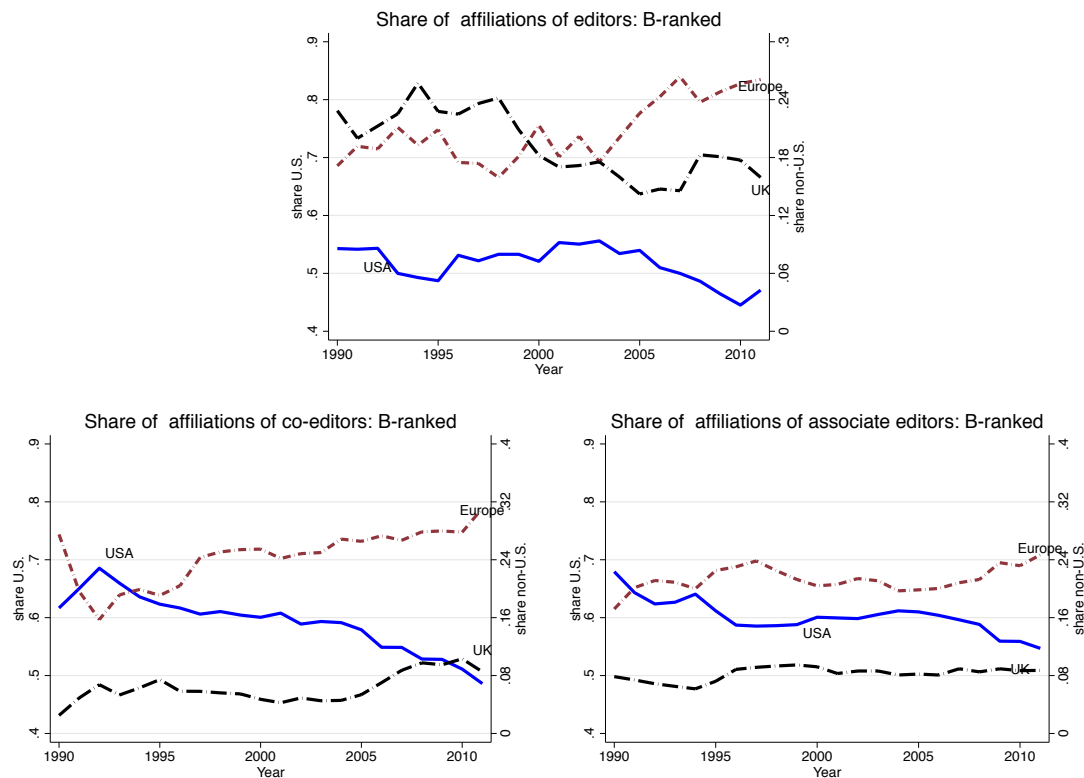 Share of  affiliations of editors: B-ranked
.9
.8
.7
.6
.5
.4
share U.S.
.3
.24
.18
.12
.06
0
share non-U.S.
Europe
UK
USA
1990
1995
2000
2005
2010
Year
Share of  affiliations of co-editors: B-ranked
.9
.8
.7
.6
.5
.4
share U.S.
.4
.32
.24
.16
.08
0
share non-U.S.
Europe
USA
UK
1990
1995
2000
2005
2010
Year
Share of  affiliations of associate editors: B-ranked
.9
.8
.7
.6
.5
.4
share U.S.
.4
.32
.24
.16
.08
0
share non-U.S.
Europe
USA
UK
1990
1995
2000
2005
2010
Year